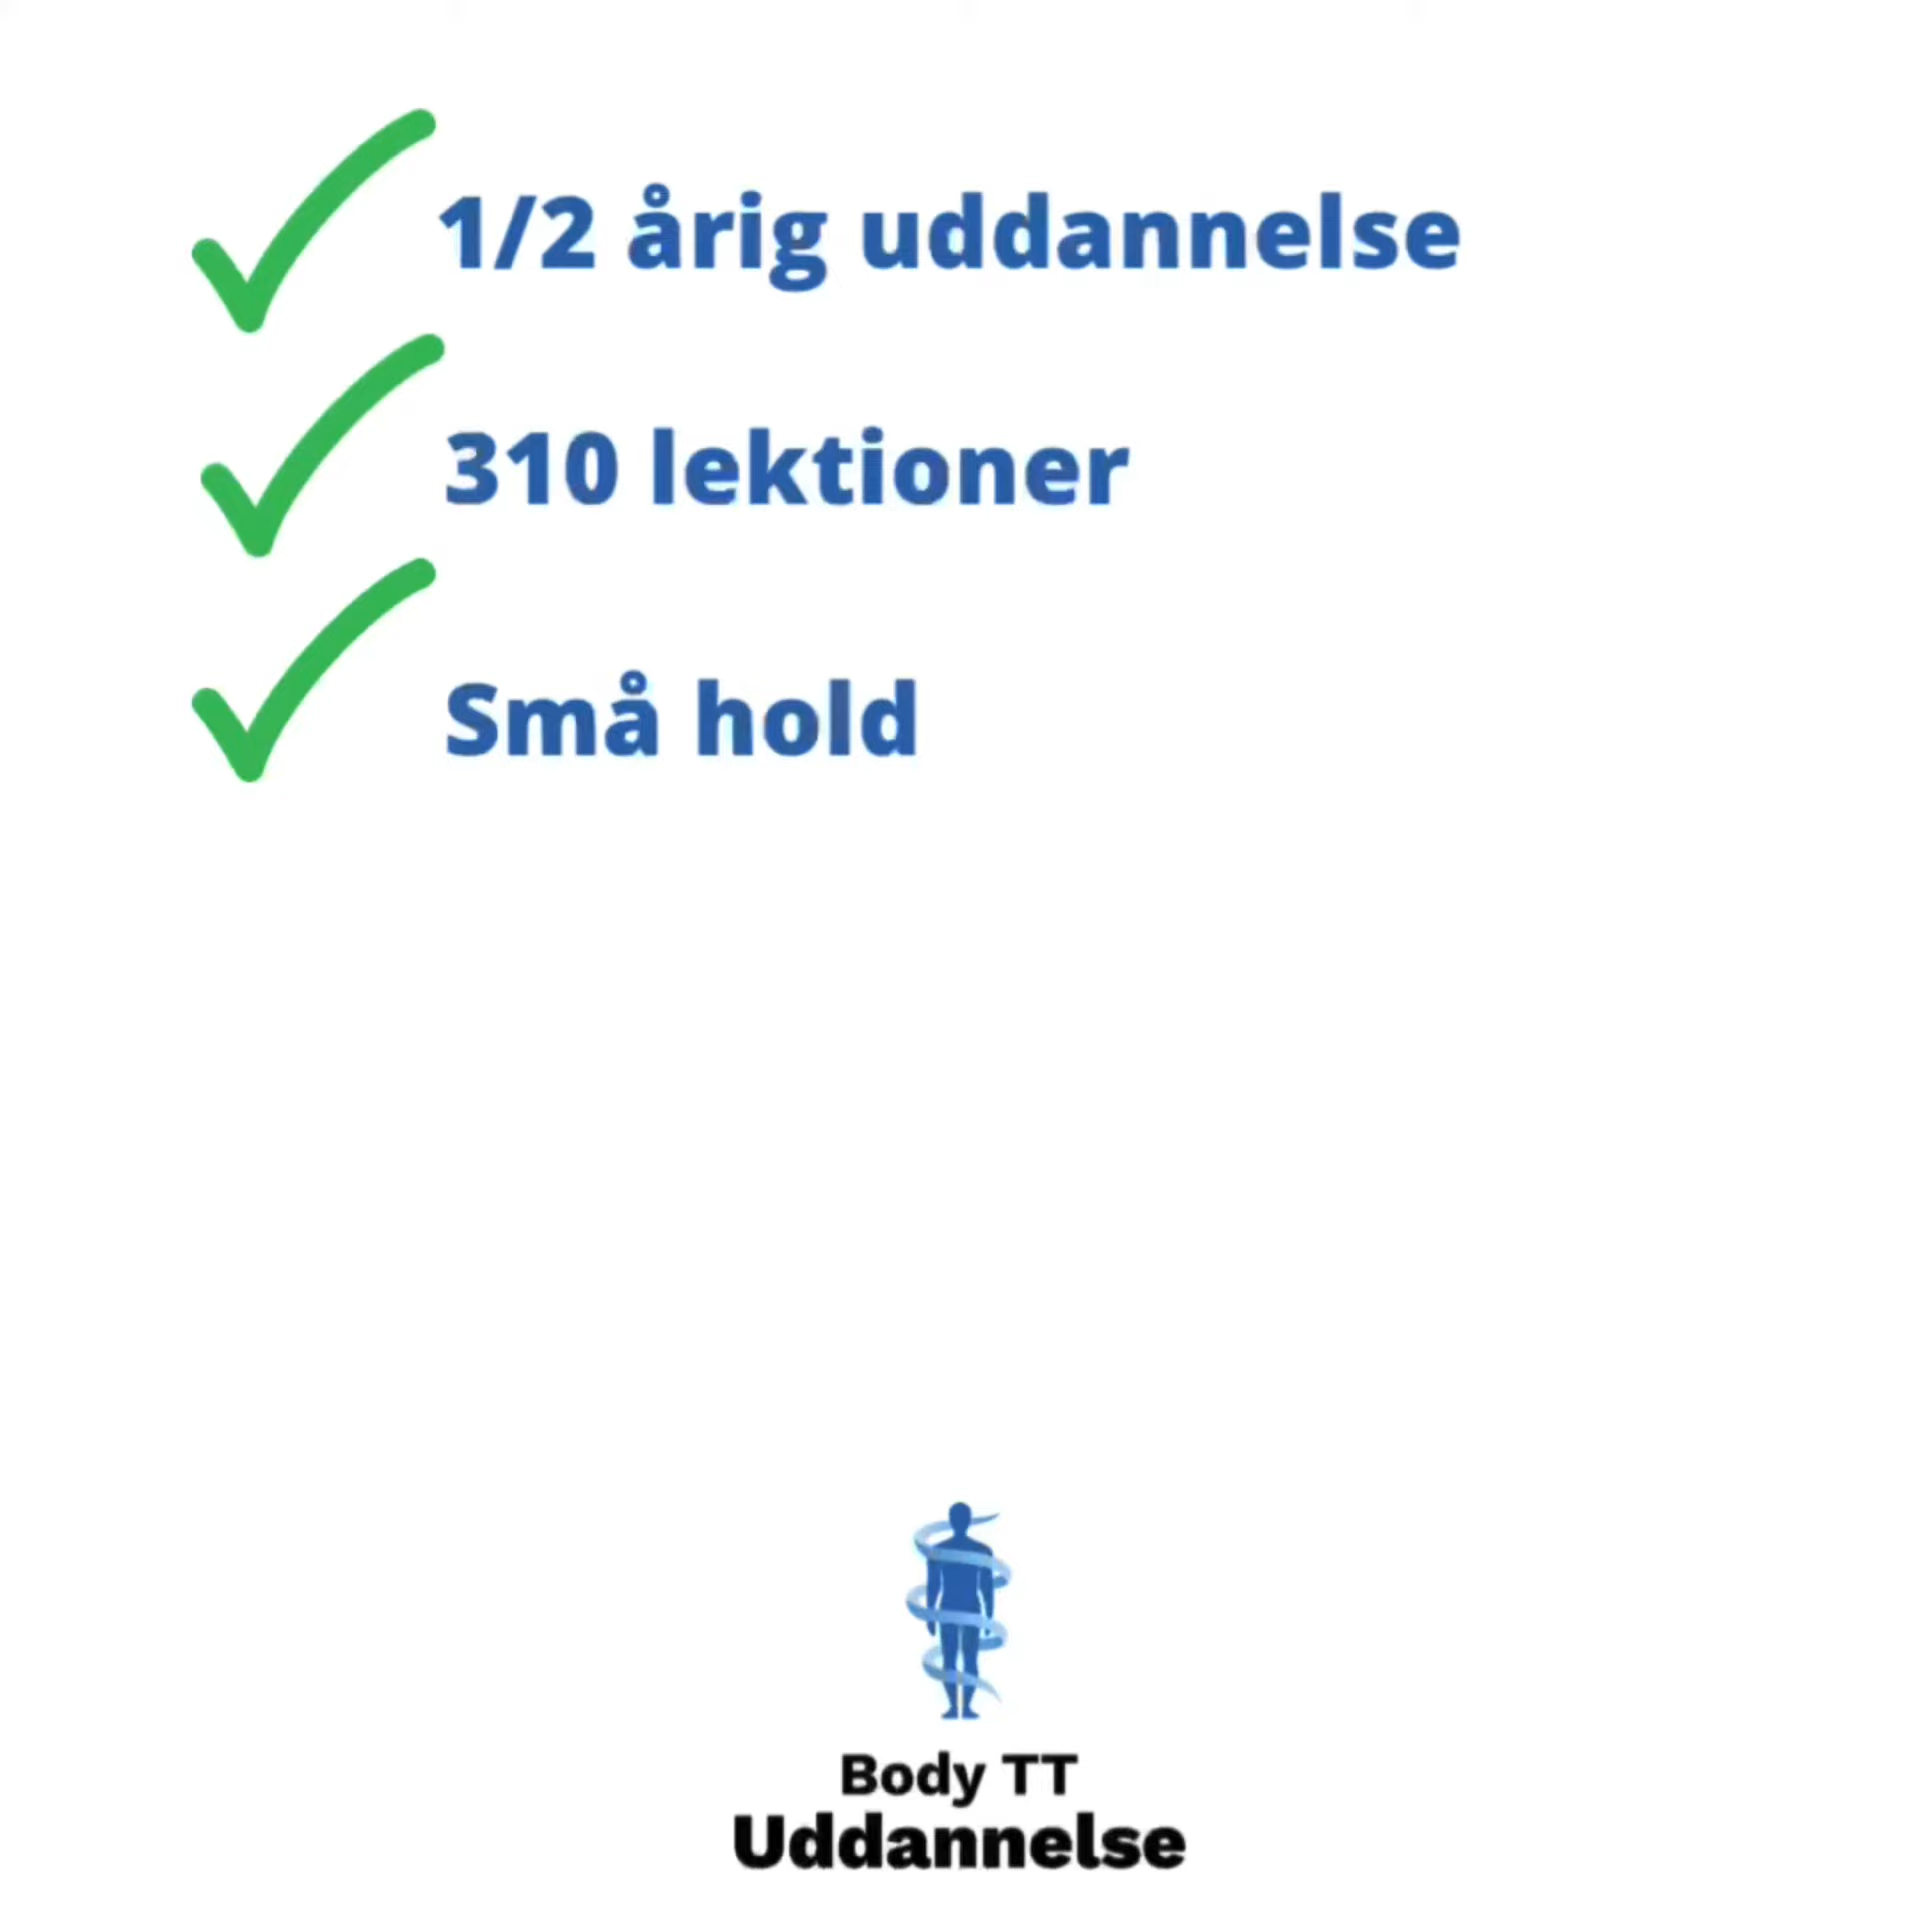 1/2 årig uddannelse
310 lektioner
Små hold
Body TT
Uddannelse